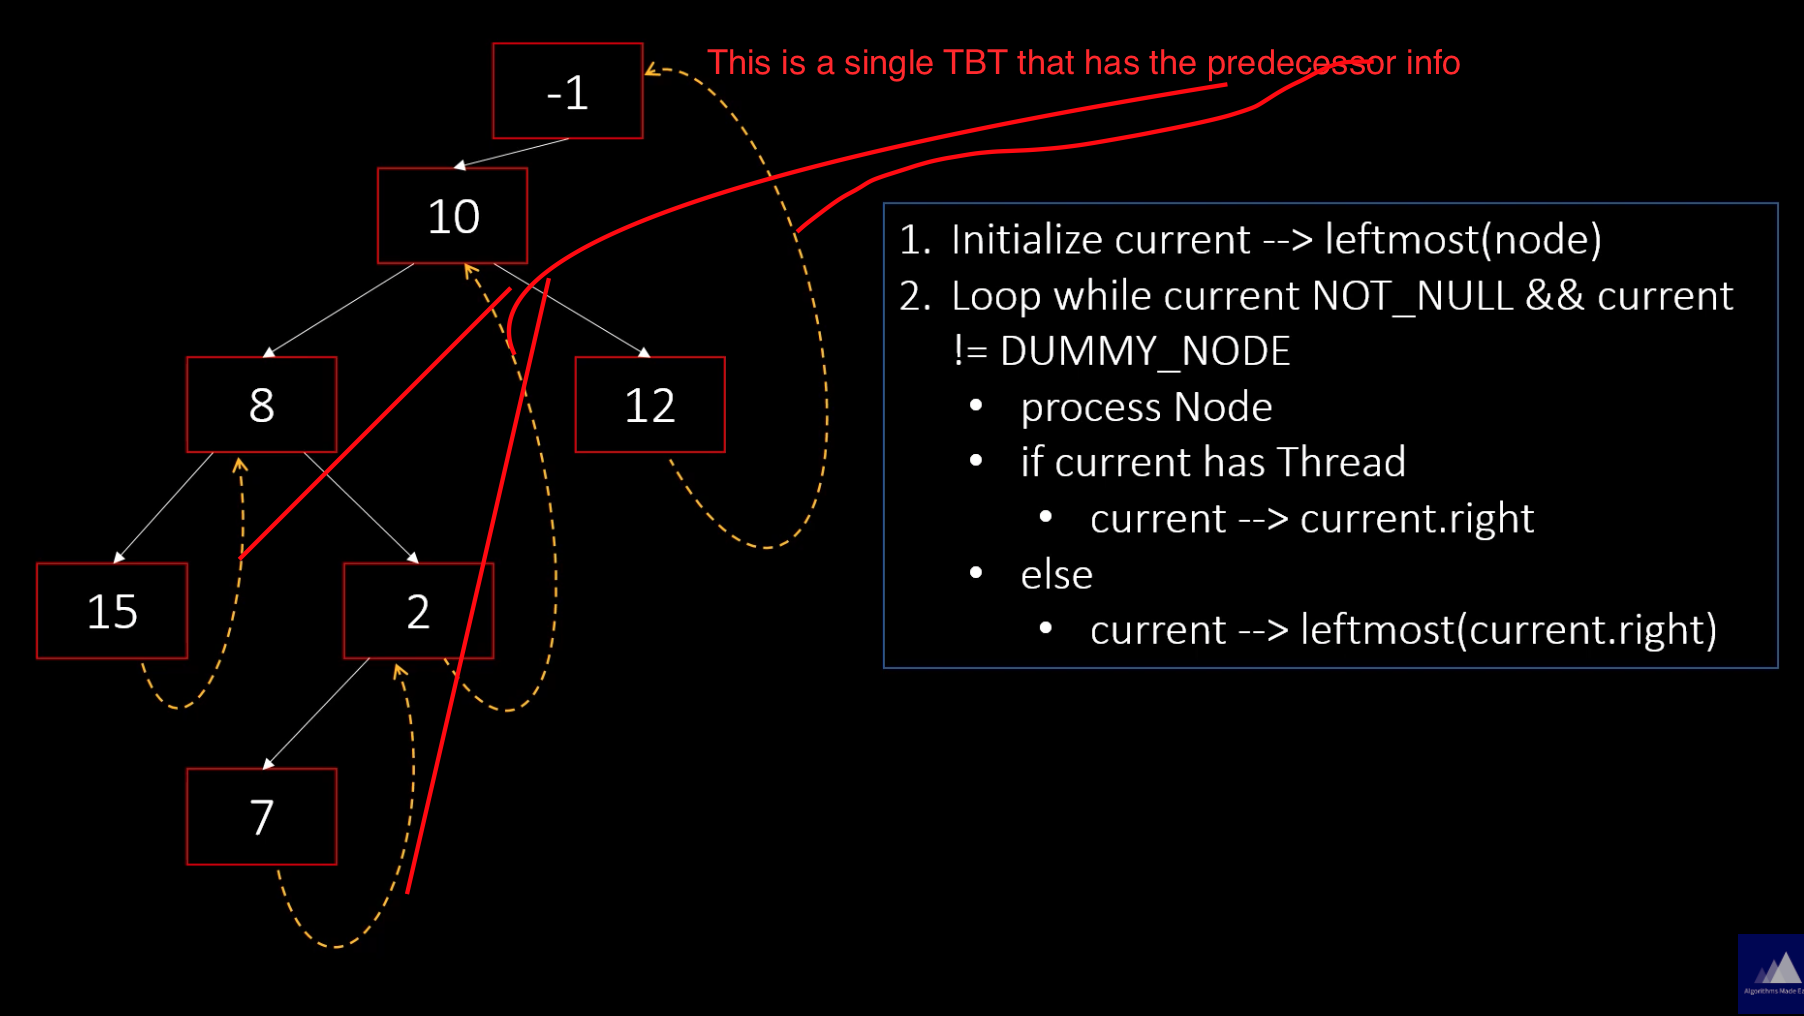 This is a single TBT that has the predecessor info
-1
10
8
12
15
2
7
1. Initialize current --> leftmost(node)
2. Loop while current NOT_NULL && current
!= DUMMY_NODE
• process Node
• if current has Thread
• current --> current.right
• else
• current --> leftmost(current.right)
Algorithms Made